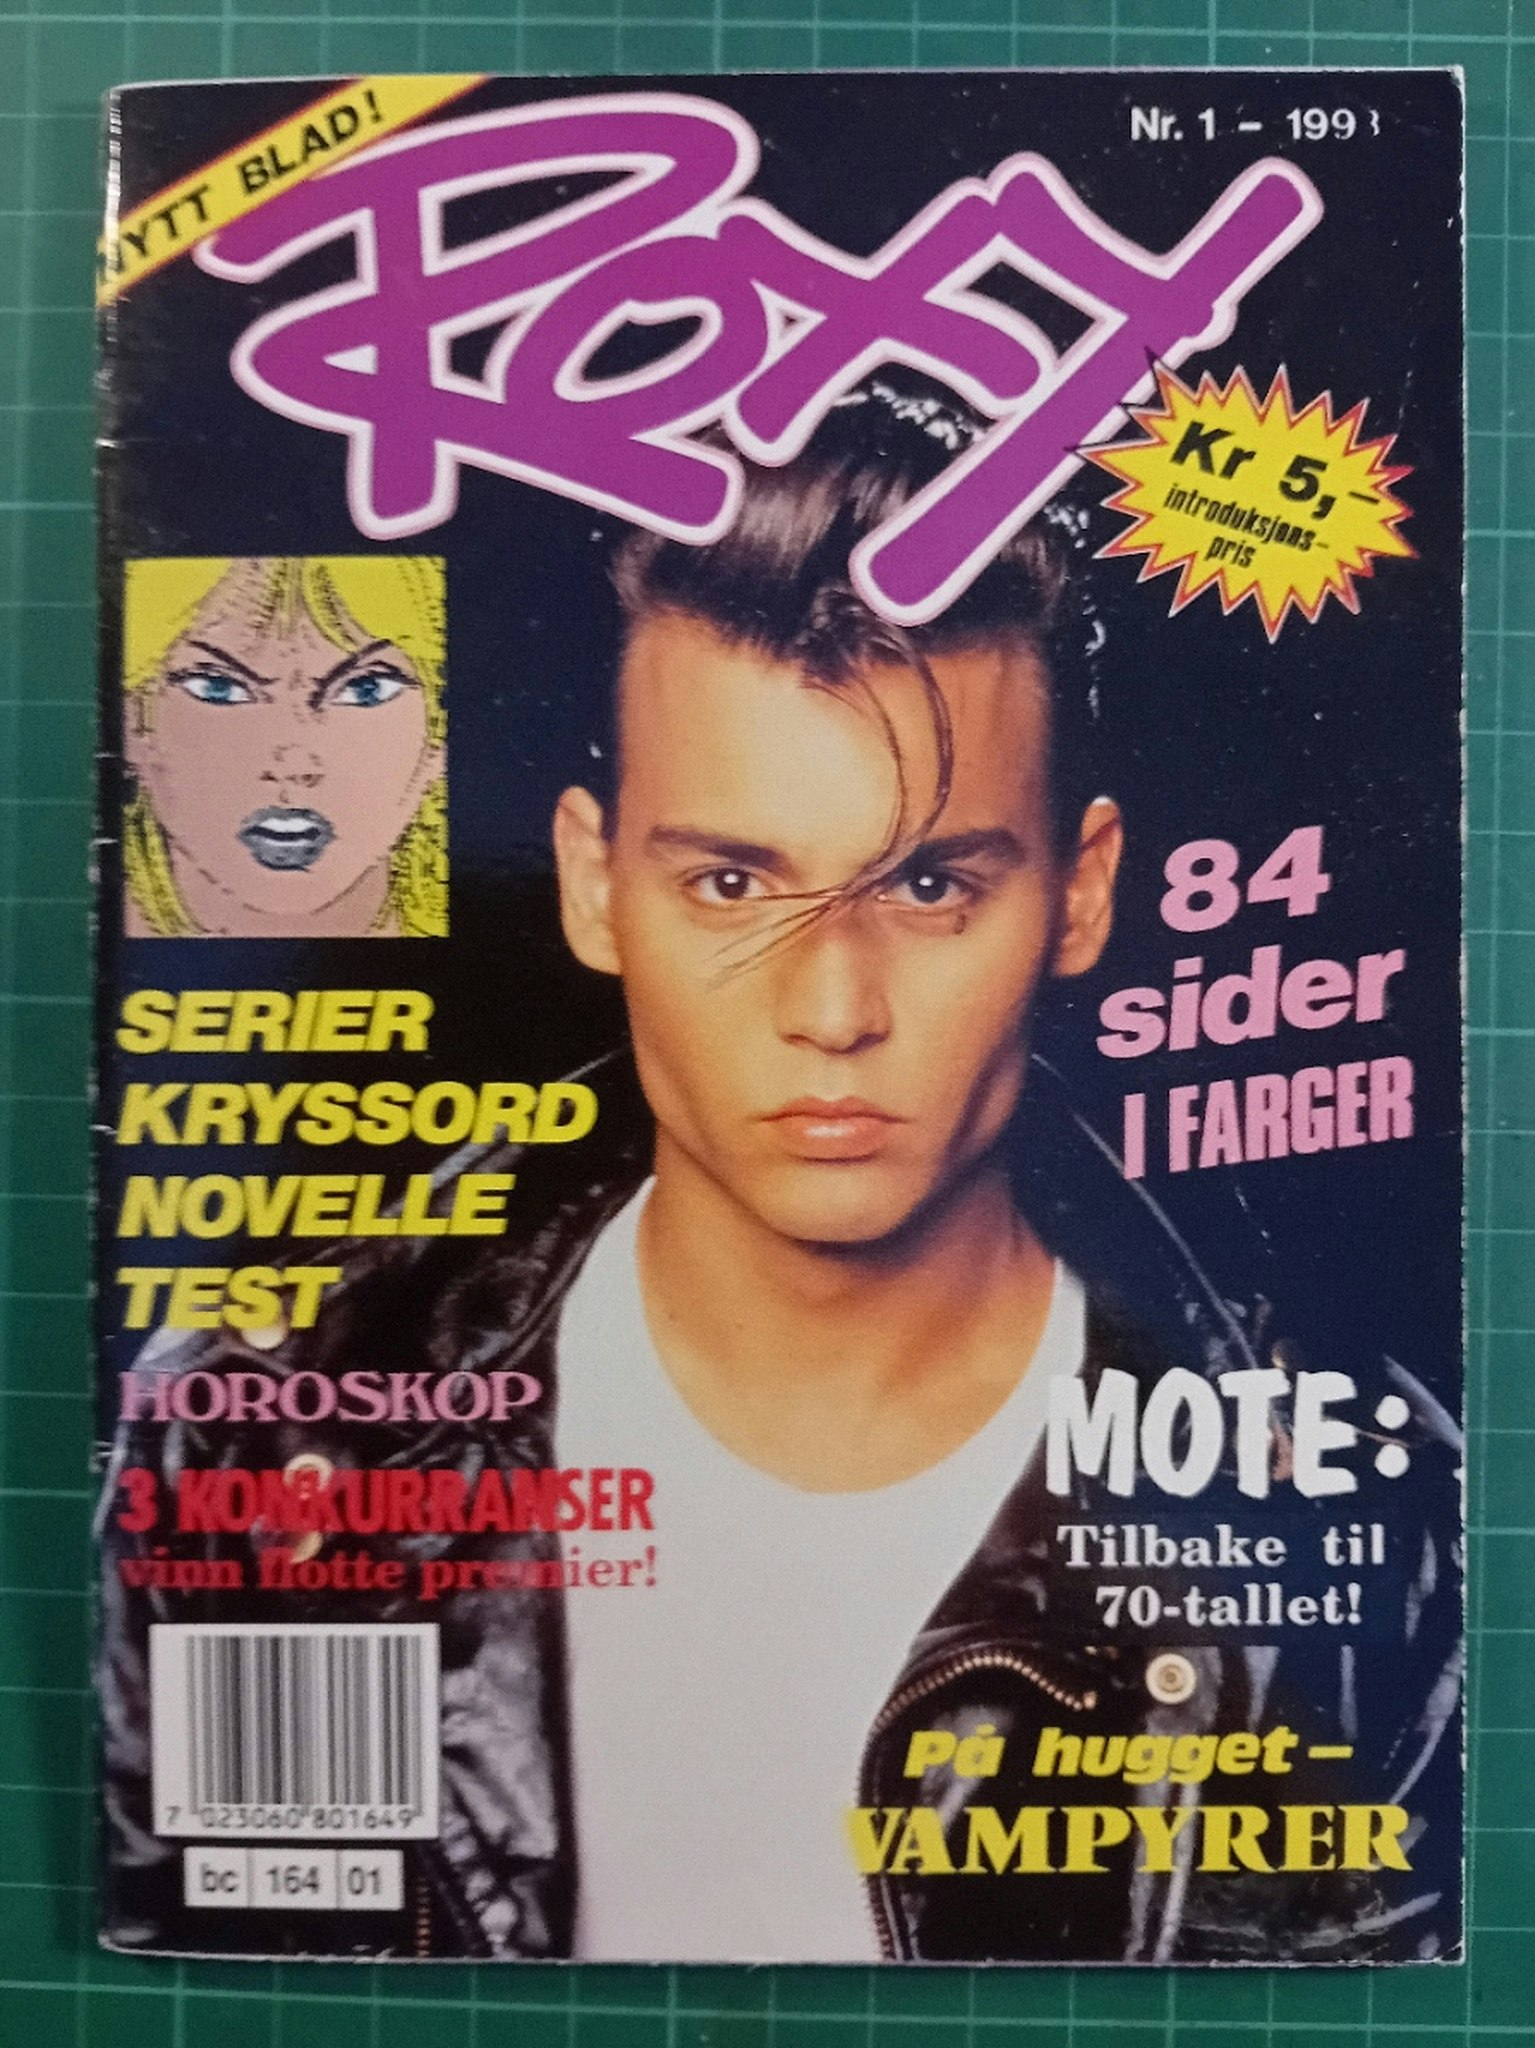 NYTT BLAD!
Nr. 1 - 1993
Roxy
Kr 5,-
introduksjons-
pris
84
sider
I FARGER
SERIER
KRYSSORD
NOVELLE
TEST
HOROSKOP
3 KONKURRANSER
vinn flotte premier!
MOTE:
Tilbake til
70-tallet!
På hugget-
VAMPYRER
7 023060 801649
bc 164 01